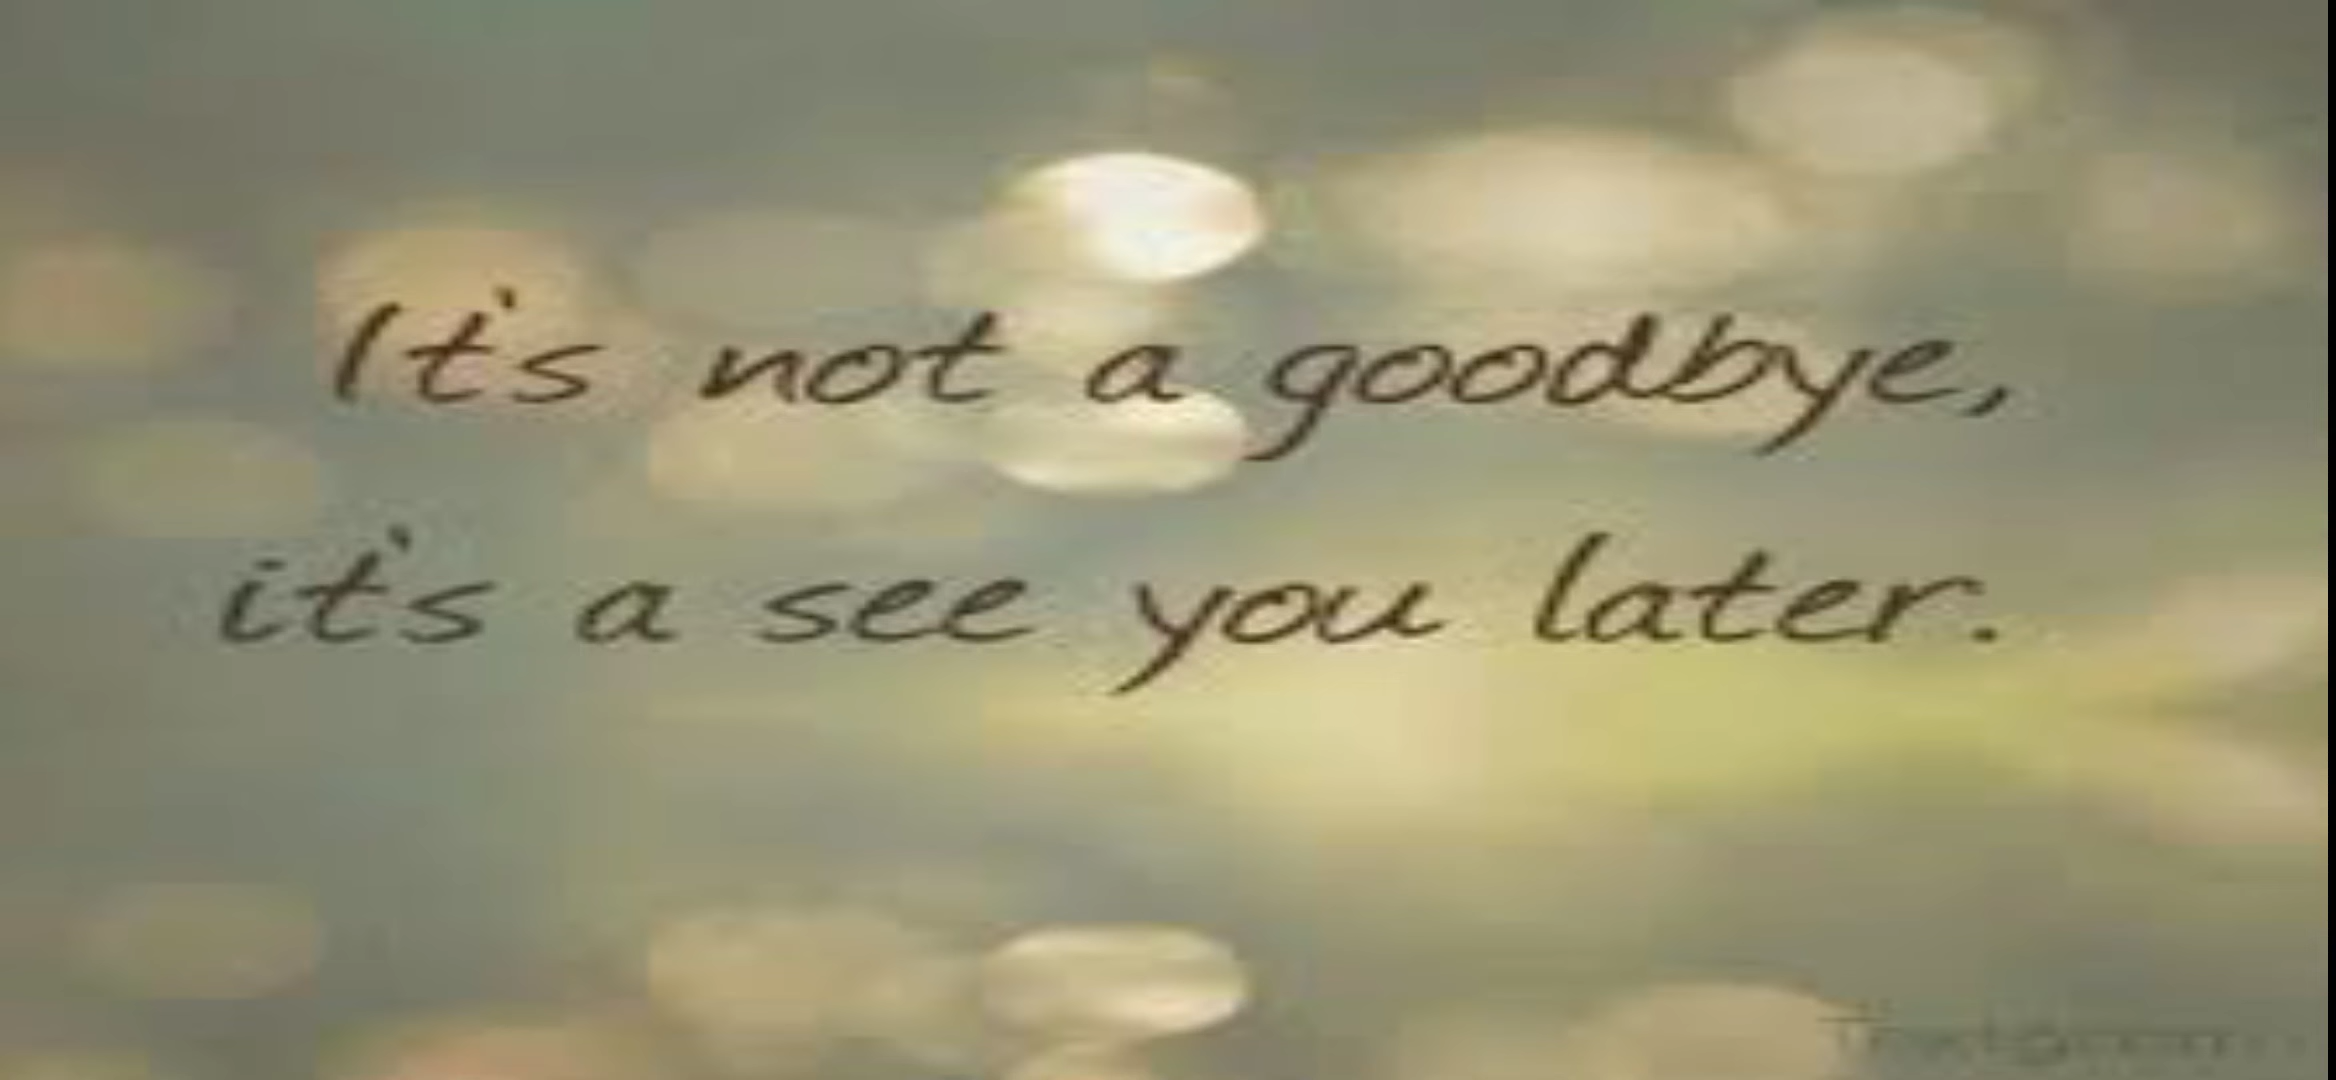 It's not a goodbye,
it's a see you later.